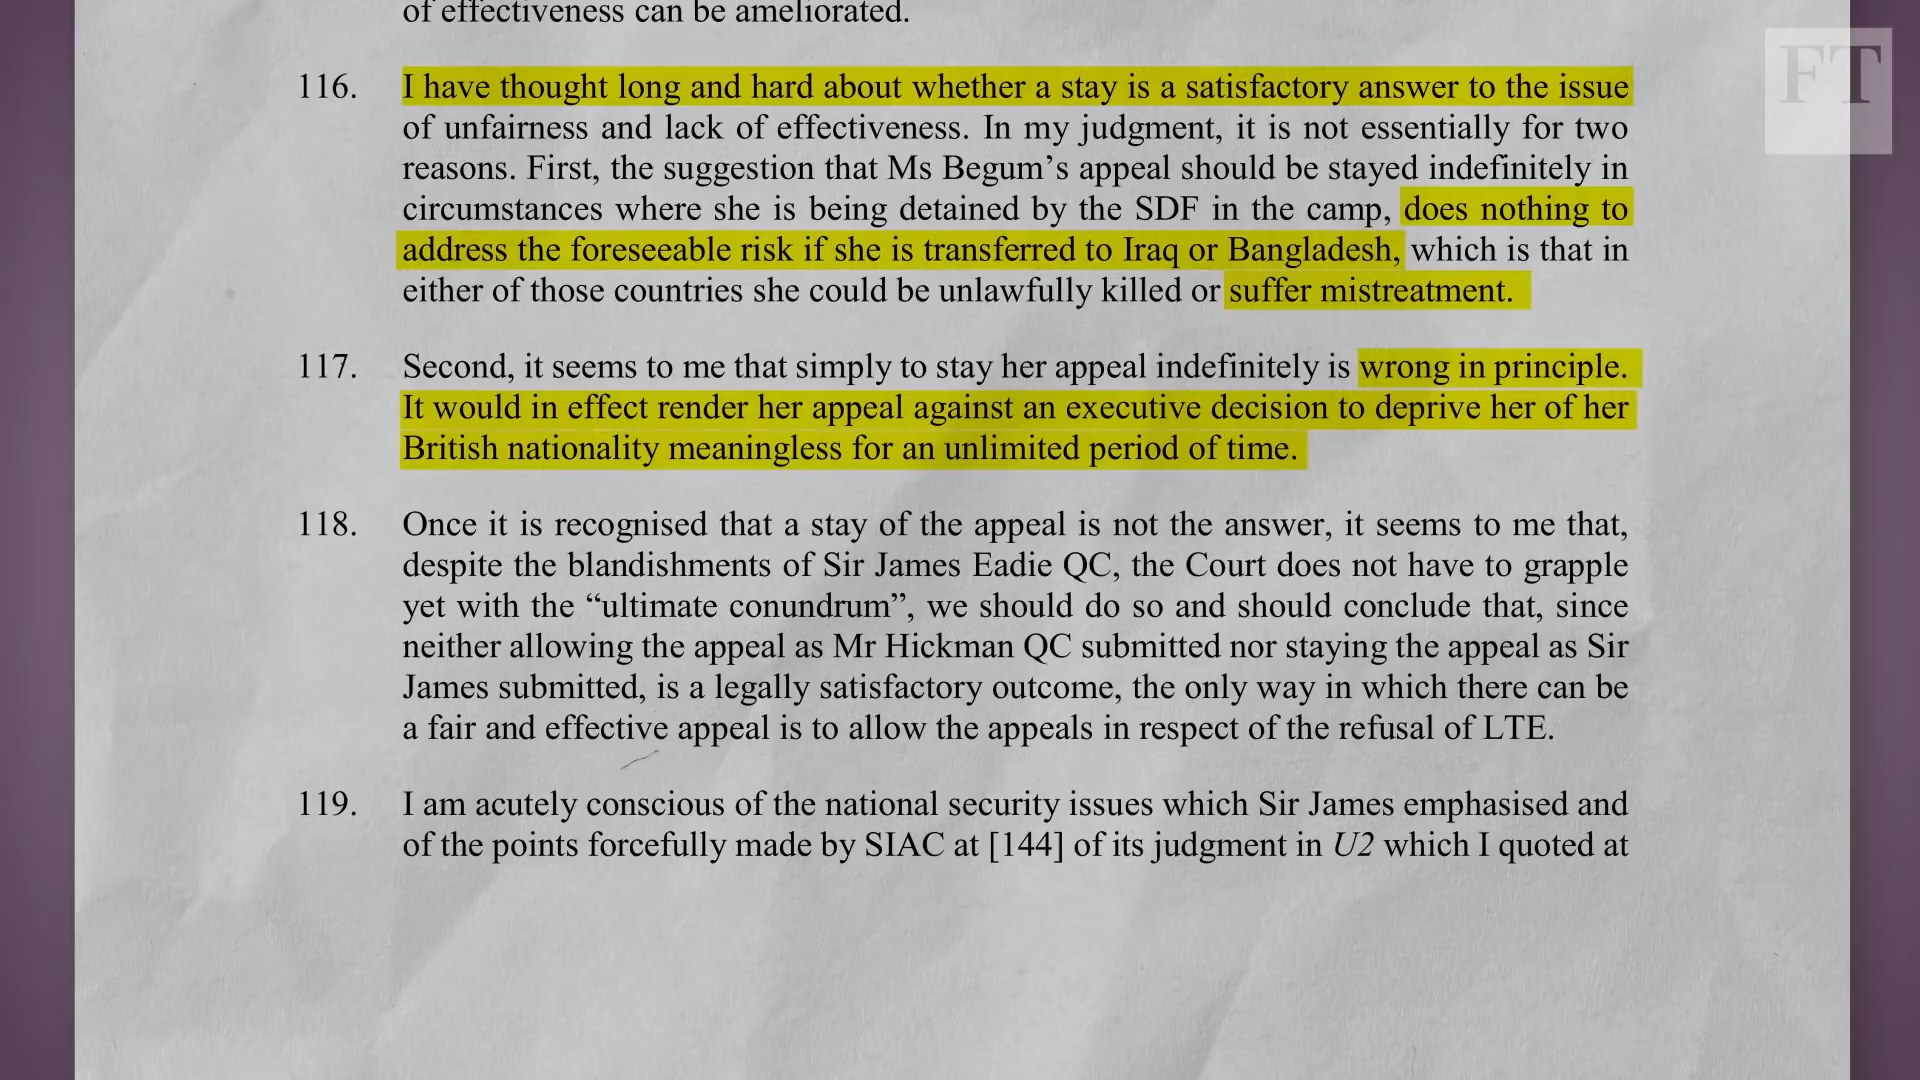 of effectiveness can be ameliorated.
FT
116. I have thought long and hard about whether a stay is a satisfactory answer to the issue
of unfairness and lack of effectiveness. In my judgment, it is not essentially for two
reasons. First, the suggestion that Ms Begum’s appeal should be stayed indefinitely in
circumstances where she is being detained by the SDF in the camp, does nothing to
address the foreseeable risk if she is transferred to Iraq or Bangladesh, which is that in
either of those countries she could be unlawfully killed or suffer mistreatment.
117. Second, it seems to me that simply to stay her appeal indefinitely is wrong in principle.
It would in effect render her appeal against an executive decision to deprive her of her
British nationality meaningless for an unlimited period of time.
118. Once it is recognised that a stay of the appeal is not the answer, it seems to me that,
despite the blandishments of Sir James Eadie QC, the Court does not have to grapple
yet with the “ultimate conundrum”, we should do so and should conclude that, since
neither allowing the appeal as Mr Hickman QC submitted nor staying the appeal as Sir
James submitted, is a legally satisfactory outcome, the only way in which there can be
a fair and effective appeal is to allow the appeals in respect of the refusal of LTE.
119. I am acutely conscious of the national security issues which Sir James emphasised and
of the points forcefully made by SIAC at [144] of its judgment in U2 which I quoted at